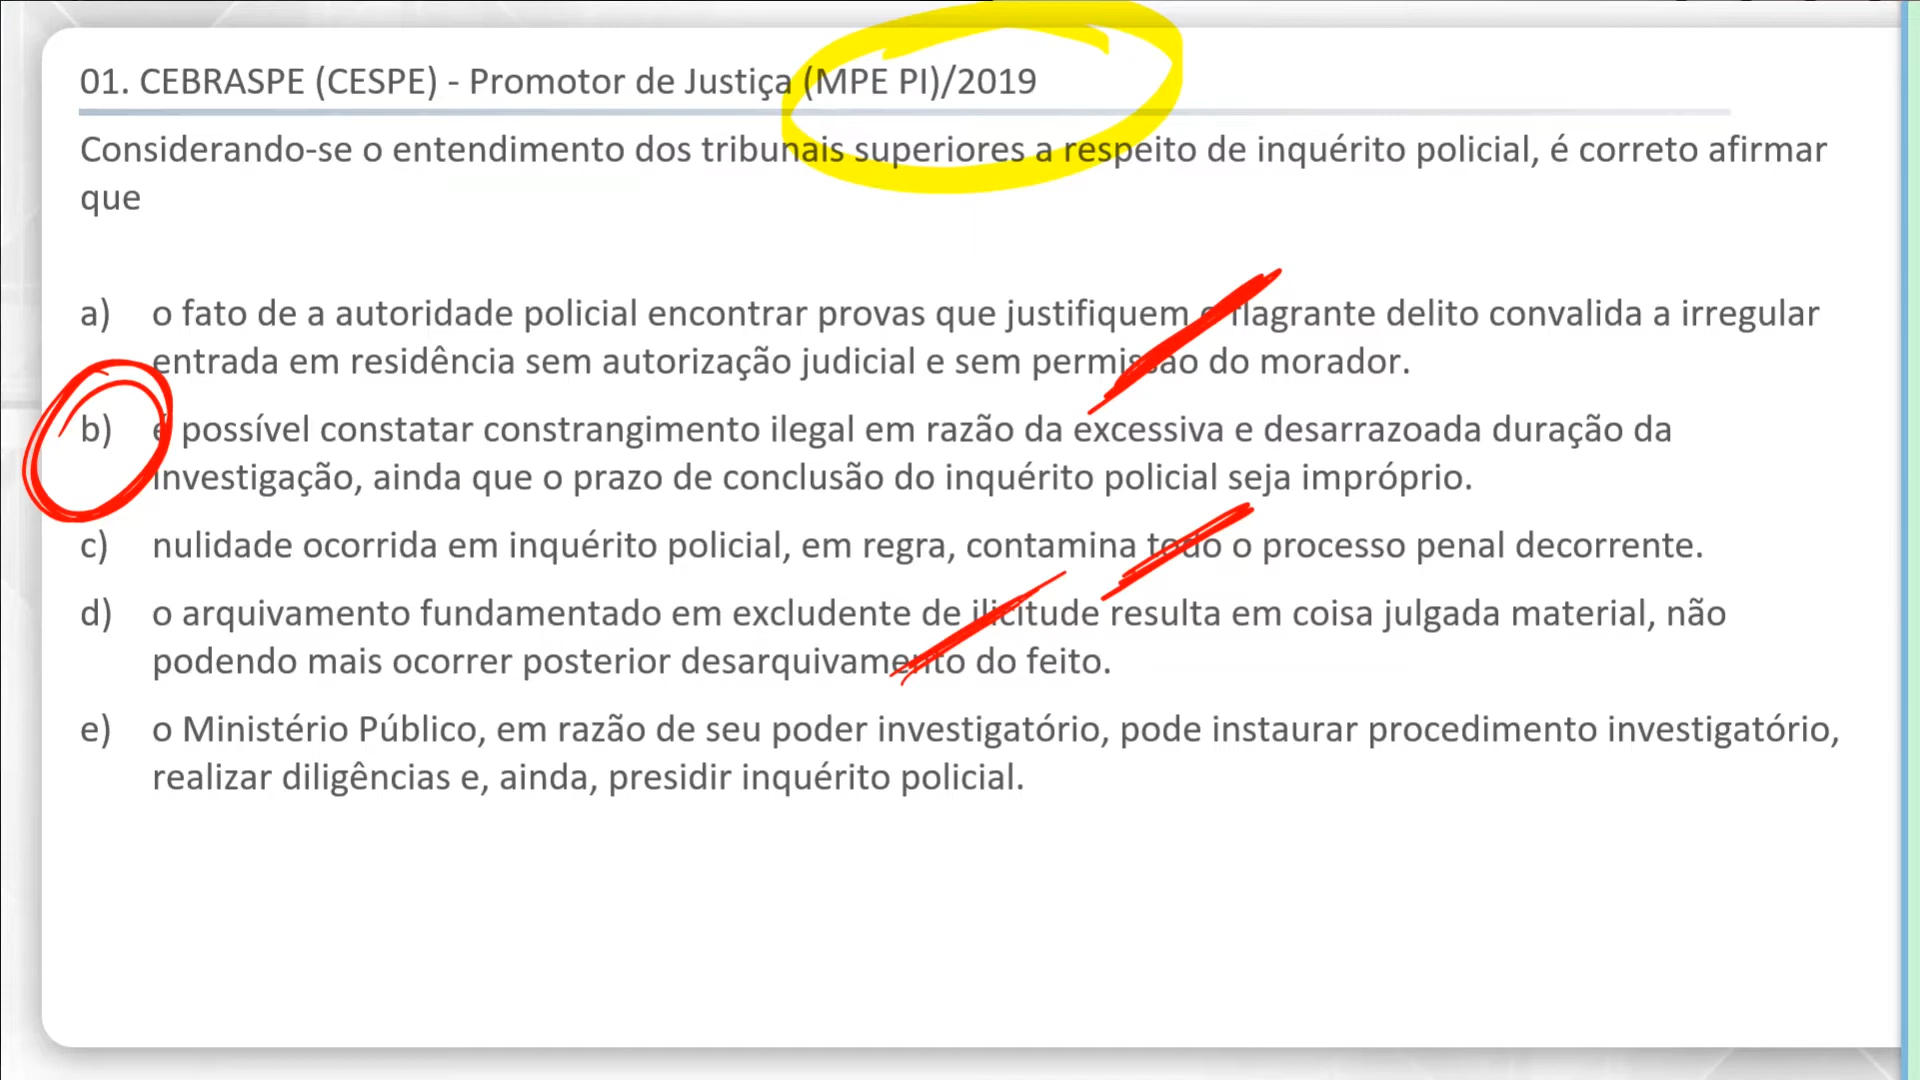 01. CEBRASPE (CESPE) - Promotor de Justiça (MPE PI)/2019
Considerando-se o entendimento dos tribunais superiores a respeito de inquérito policial, é correto afirmar
que
a) o fato de a autoridade policial encontrar provas que justifiquem o flagrante delito convalida a irregular
entrada em residência sem autorização judicial e sem permissão do morador.
b) é possível constatar constrangimento ilegal em razão da excessiva e desarrazoada duração da
investigação, ainda que o prazo de conclusão do inquérito policial seja impróprio.
c) nulidade ocorrida em inquérito policial, em regra, contamina todo o processo penal decorrente.
d) o arquivamento fundamentado em excludente de ilicitude resulta em coisa julgada material, não
podendo mais ocorrer posterior desarquivamento do feito.
e) o Ministério Público, em razão de seu poder investigatório, pode instaurar procedimento investigatório,
realizar diligências e, ainda, presidir inquérito policial.